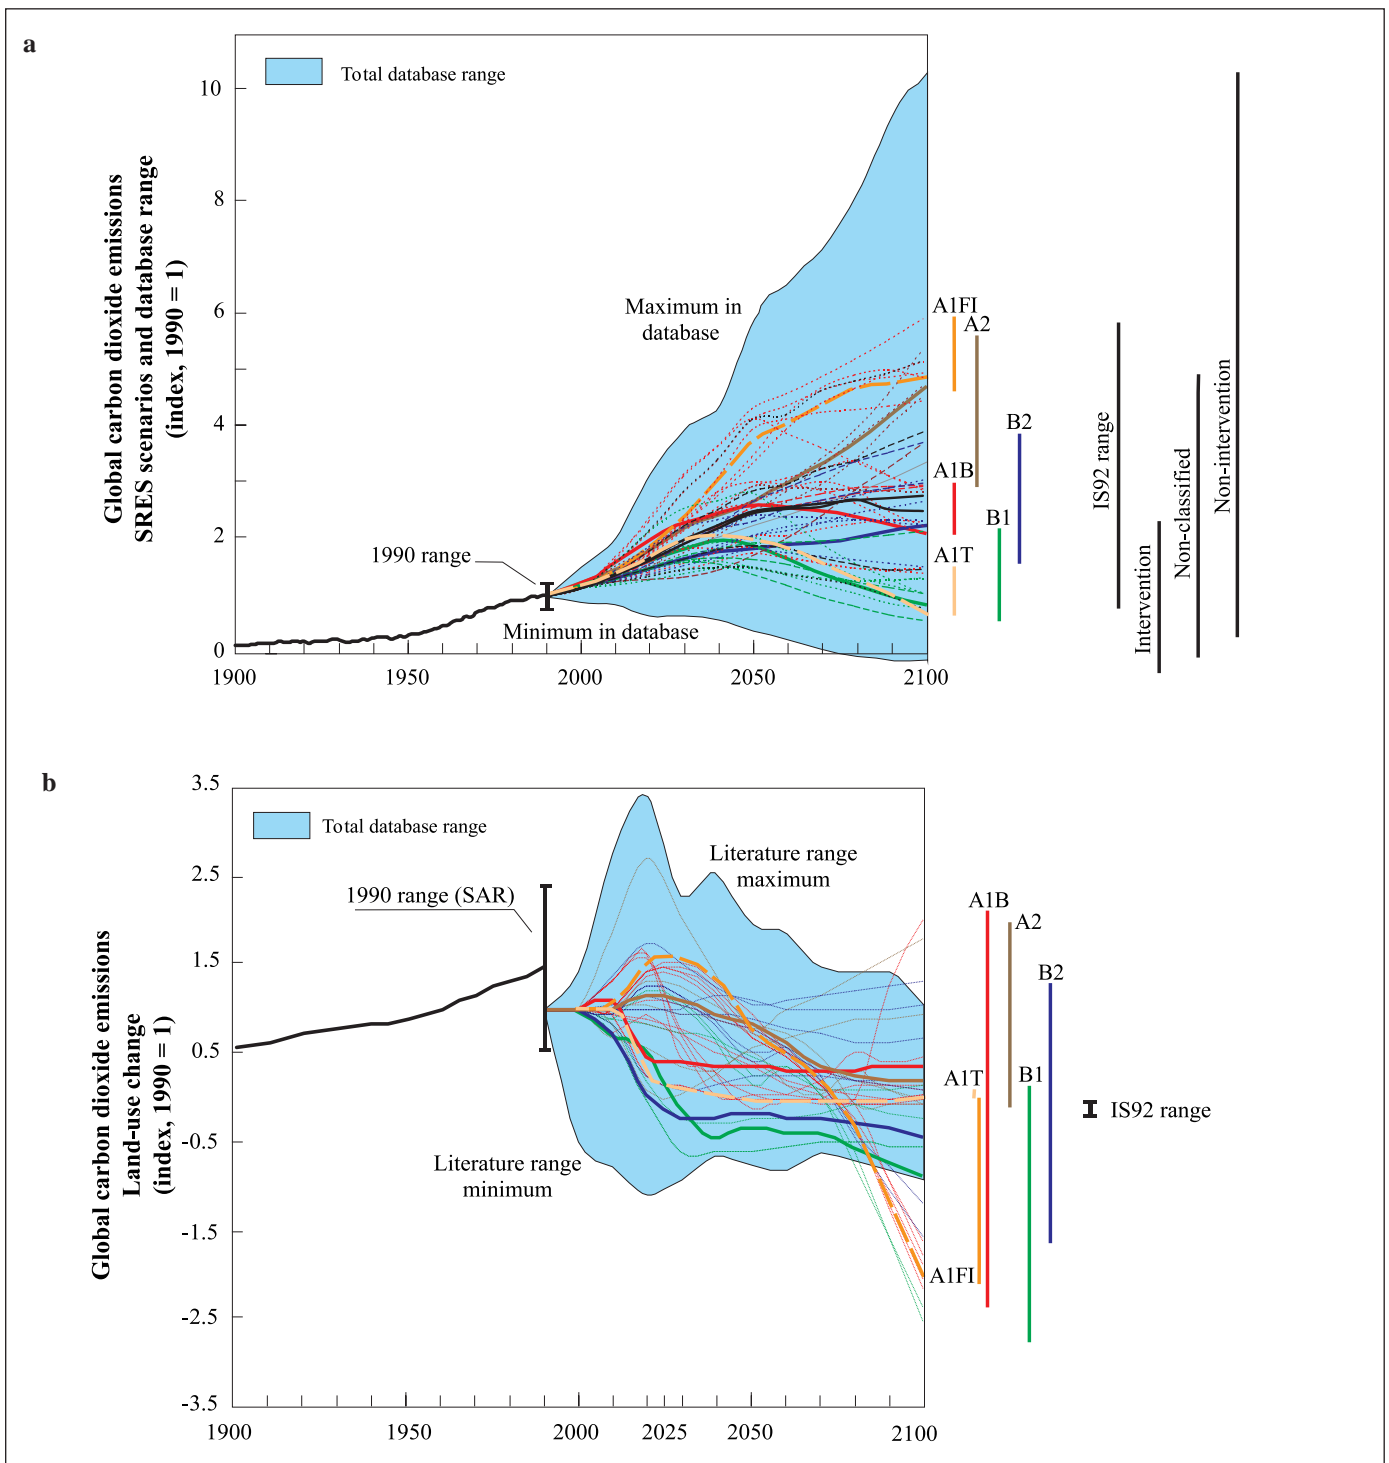 a
Total database range
10
8
6
4
2
0
Global carbon dioxide emissions
SRES scenarios and database range
(index, 1990 = 1)
Maximum in
database
1990 range
Minimum in database
1900
1950
2000
2050
2100
A1FI
A2
B2
A1B
B1
A1T
IS92 range
Intervention
Non-classified
Non-intervention
b
Total database range
3.5
2.5
1.5
0.5
-0.5
-1.5
-2.5
-3.5
Global carbon dioxide emissions
Land-use change
(index, 1990 = 1)
1990 range (SAR)
Literature range
maximum
Literature range
minimum
1900
1950
2000
2025
2050
2100
A1B
A2
B2
A1T
B1
A1FI
IS92 range